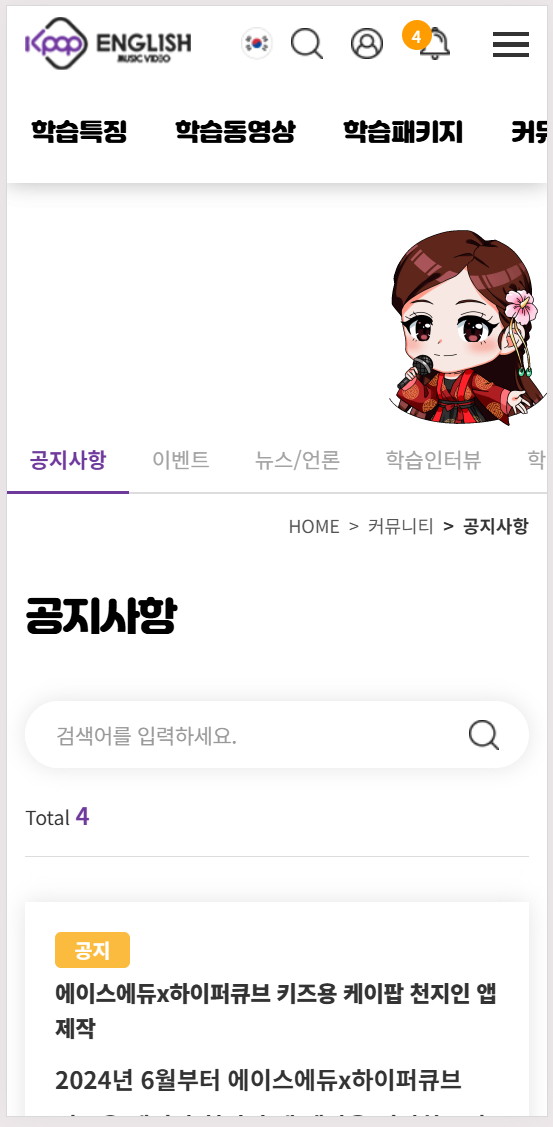 Kpop ENGLISH
MUSIC VIDEO
4
학습특징 학습동영상 학습패키지
공지사항 이벤트 뉴스/언론 학습인터뷰 학
HOME > 커뮤니티 > 공지사항
공지사항
검색어를 입력하세요.
Total 4
공지
에이스에듀x하이퍼큐브 키즈용 케이팝 천지인 앱
제작
2024년 6월부터 에이스에듀x하이퍼큐브